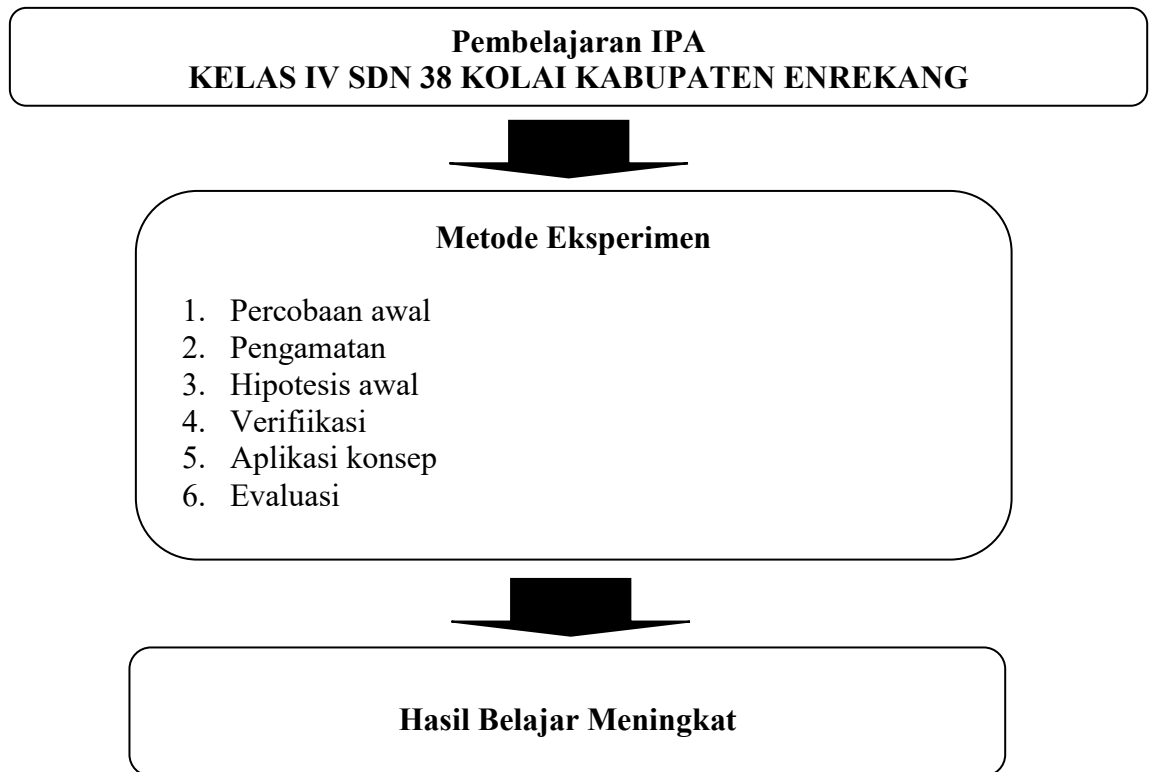 Pembelajaran IPA
KELAS IV SDN 38 KOLAI KABUPATEN ENREKANG
Metode Eksperimen
1. Percobaan awal
2. Pengamatan
3. Hipotesis awal
4. Verifiikasi
5. Aplikasi konsep
6. Evaluasi
Hasil Belajar Meningkat